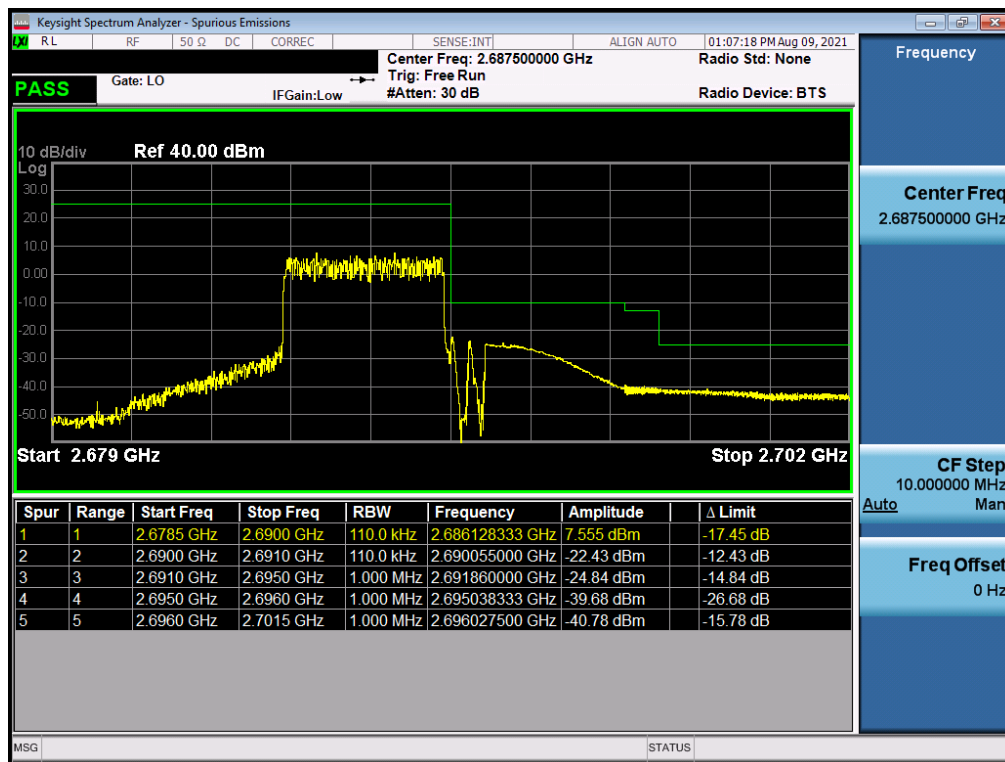 Keysight Spectrum Analyzer - Spurious Emissions
LXI RL RF 50 Ω DC CORREC SENSE:INT ALIGN AUTO 01:07:18 PM Aug 09, 2021
Center Freq: 2.687500000 GHz Radio Std: None
Gate: LO Trig: Free Run
PASS IFGain:Low #Atten: 30 dB Radio Device: BTS
10 dB/div Ref 40.00 dBm
Log
30.0
20.0
10.0
0.00
-10.0
-20.0
-30.0
-40.0
-50.0
Start 2.679 GHz Stop 2.702 GHz
Spur Range Start Freq Stop Freq RBW Frequency Amplitude Δ Limit
1 1 2.6785 GHz 2.6900 GHz 110.0 kHz 2.686128333 GHz 7.555 dBm -17.45 dB
2 2 2.6900 GHz 2.6910 GHz 110.0 kHz 2.690055000 GHz -22.43 dBm -12.43 dB
3 3 2.6910 GHz 2.6950 GHz 1.000 MHz 2.691860000 GHz -24.84 dBm -14.84 dB
4 4 2.6950 GHz 2.6960 GHz 1.000 MHz 2.695038333 GHz -39.68 dBm -26.68 dB
5 5 2.6960 GHz 2.7015 GHz 1.000 MHz 2.696027500 GHz -40.78 dBm -15.78 dB
MSG STATUS
Frequency
Center Freq
2.687500000 GHz
CF Step
10.000000 MHz
Auto Man
Freq Offset
0 Hz